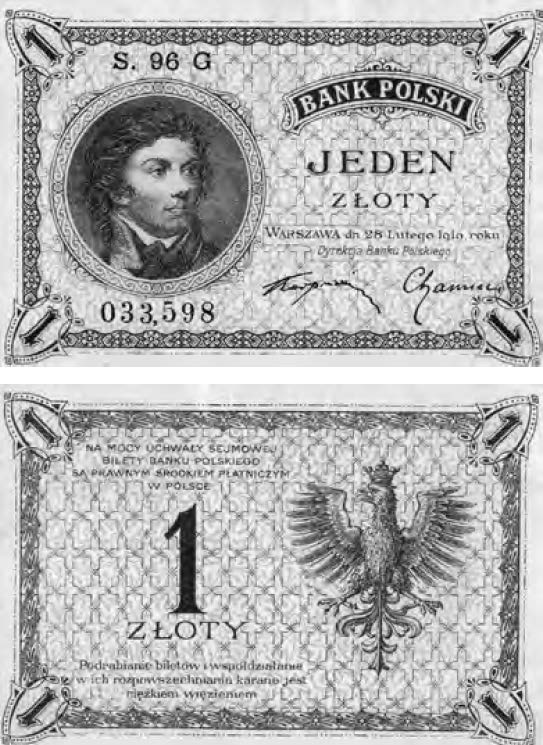 1 1
S. 96 G
BANK POLSKI
JEDEN
ZŁOTY
WARSZAWA dn 28 Lutego 1919 roku
Dyrekcja Banku Polskiego
033,598
1 1
1 1
NA MOCY UCHWAŁY SEJMOWEJ
BILETY BANKU POLSKIEGO
SĄ PRAWNYM ŚRODKIEM PŁATNICZYM
W POLSCE
1
ZŁOTY
Podrabianie biletów i współdziałanie
w ich rozpowszechnianiu karane jest
ciężkiem więzieniem
1 1